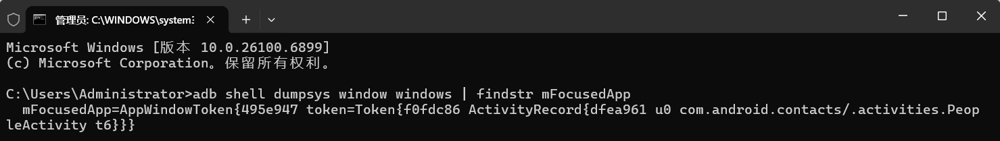 管理员: C:\WINDOWS\system3
Microsoft Windows [版本 10.0.26100.6899]
(c) Microsoft Corporation。保留所有权利。
C:\Users\Administrator>adb shell dumpsys window windows | findstr mFocusedApp
  mFocusedApp=AppWindowToken{495e947 token=Token{f0fdc86 ActivityRecord{dfea961 u0 com.android.contacts/.activities.Peop
leActivity t6}}}